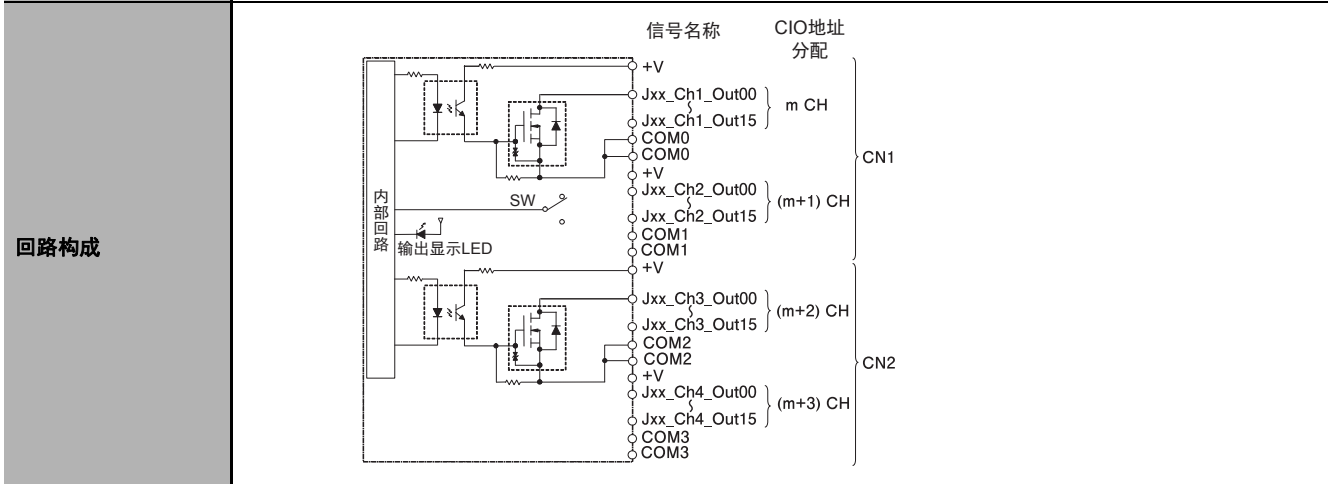 回路构成
信号名称
CIO地址
分配
内部回路
SW
输出显示LED
+V
Jxx_Ch1_Out00
Jxx_Ch1_Out15
COM0
COM0
m CH
+V
Jxx_Ch2_Out00
Jxx_Ch2_Out15
COM1
COM1
(m+1) CH
CN1
+V
Jxx_Ch3_Out00
Jxx_Ch3_Out15
COM2
COM2
(m+2) CH
+V
Jxx_Ch4_Out00
Jxx_Ch4_Out15
COM3
COM3
(m+3) CH
CN2